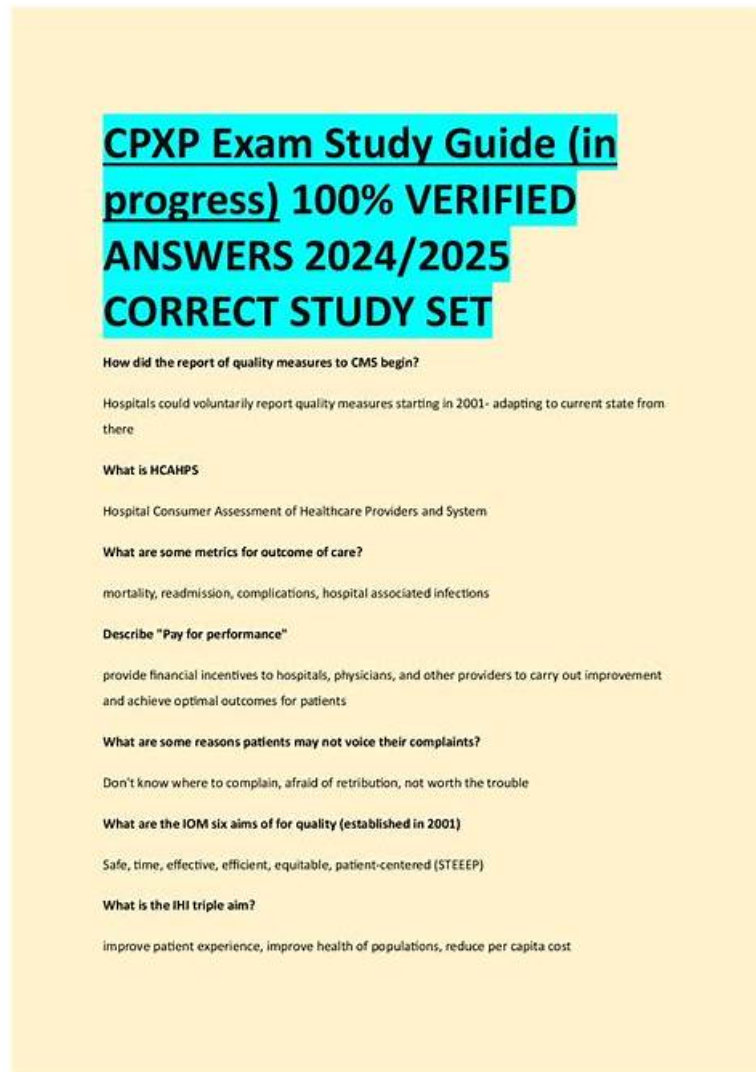 CPXP Exam Study Guide (in
progress) 100% VERIFIED
ANSWERS 2024/2025
CORRECT STUDY SET
How did the report of quality measures to CMS begin?
Hospitals could voluntarily report quality measures starting in 2001- adapting to current state from
there
What is HCAHPS
Hospital Consumer Assessment of Healthcare Providers and System
What are some metrics for outcome of care?
mortality, readmission, complications, hospital associated infections
Describe "Pay for performance"
provide financial incentives to hospitals, physicians, and other providers to carry out improvement
and achieve optimal outcomes for patients
What are some reasons patients may not voice their complaints?
Don't know where to complain, afraid of retribution, not worth the trouble
What are the IOM six aims of for quality (established in 2001)
Safe, time, effective, efficient, equitable, patient-centered (STEEEP)
What is the IHI triple aim?
improve patient experience, improve health of populations, reduce per capita cost